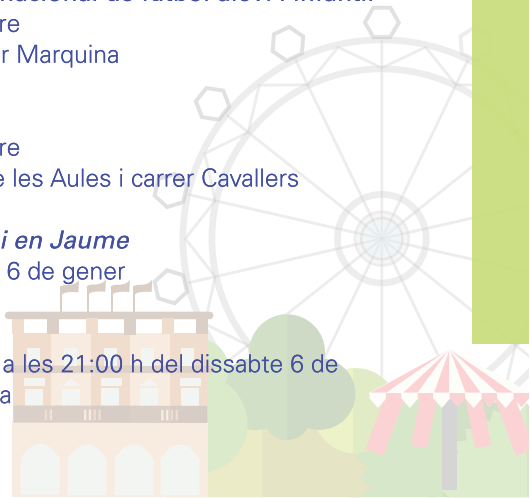 re
r Marquina
re
e les Aules i carrer Cavallers
i en Jaume
6 de gener
a les 21:00 h del dissabte 6 de
a